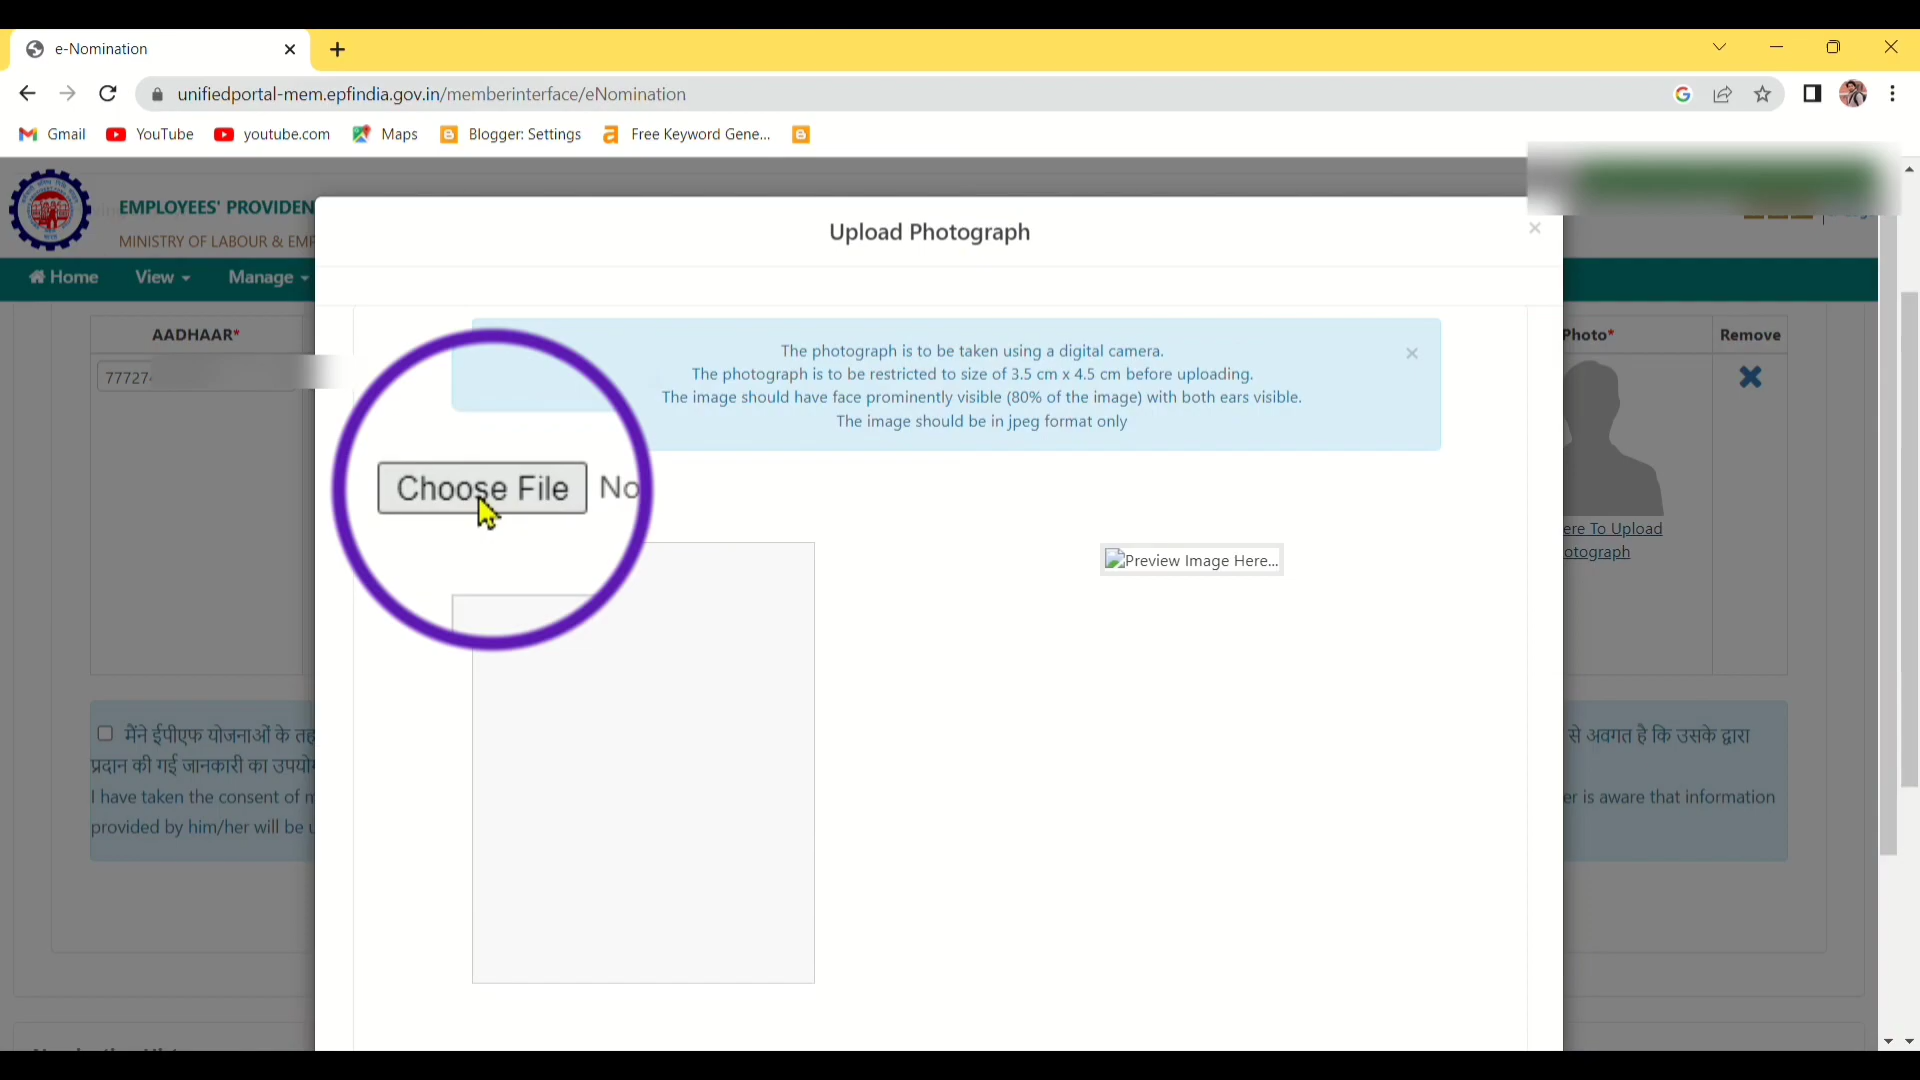 e-Nomination
unifiedportal-mem.epfindia.gov.in/memberinterface/eNomination
Gmail
YouTube
youtube.com
Maps
Blogger: Settings
Free Keyword Gene...
EMPLOYEES' PROVIDEN
MINISTRY OF LABOUR & EMP
Home
View
Manage
Upload Photograph
AADHAAR*
Photo*
Remove
77727
The photograph is to be taken using a digital camera.
The photograph is to be restricted to size of 3.5 cm x 4.5 cm before uploading.
The image should have face prominently visible (80% of the image) with both ears visible.
The image should be in jpeg format only
Choose File
No
Preview Image Here...
ere To Upload
otograph
मैंने ईपीएफ योजनाओं के तह
से अवगत है कि उसके द्वारा
प्रदान की गई जानकारी का उपयो
I have taken the consent of m
er is aware that information
provided by him/her will be u